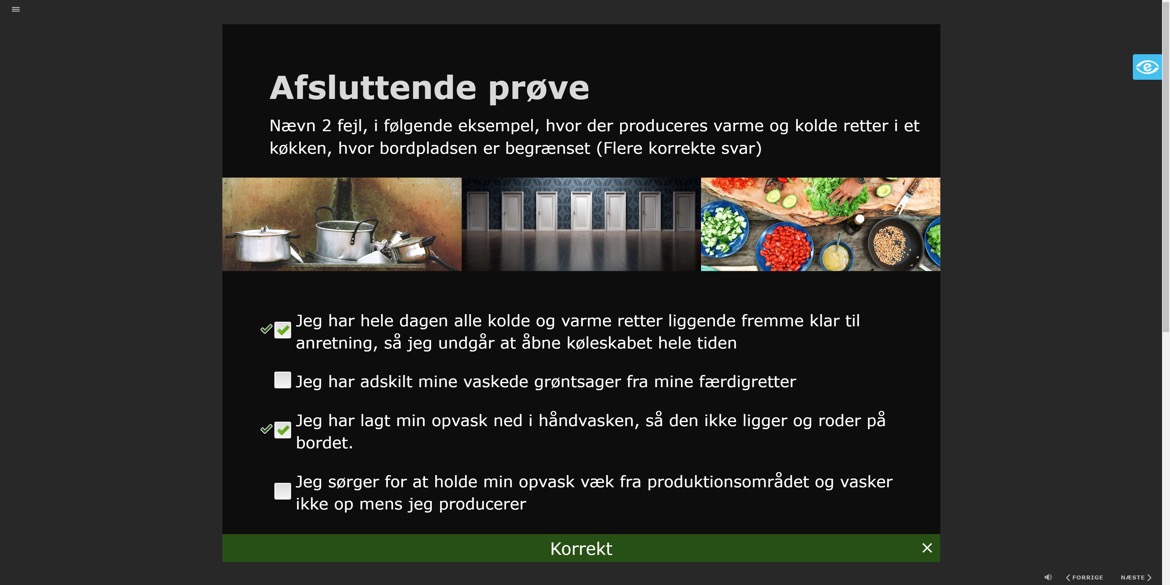 Afsluttende prøve
Nævn 2 fejl, i følgende eksempel, hvor der produceres varme og kolde retter i et
køkken, hvor bordpladsen er begrænset (Flere korrekte svar)
Jeg har hele dagen alle kolde og varme retter liggende fremme klar til
anretning, så jeg undgår at åbne køleskabet hele tiden
Jeg har adskilt mine vaskede grøntsager fra mine færdigretter
Jeg har lagt min opvask ned i håndvasken, så den ikke ligger og roder på
bordet.
Jeg sørger for at holde min opvask væk fra produktionsområdet og vasker
ikke op mens jeg producerer
Korrekt
FORRIGE NÆSTE